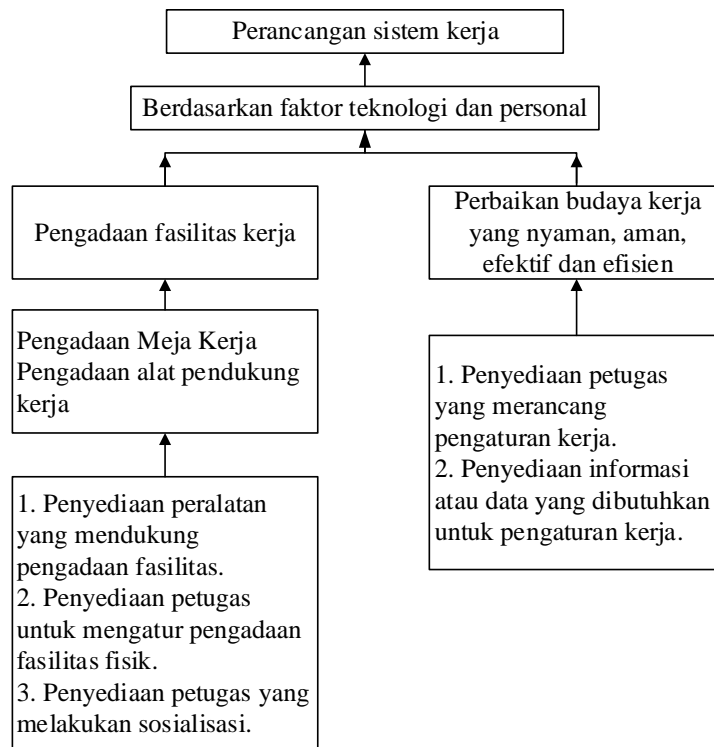 Perancangan sistem kerja
Berdasarkan faktor teknologi dan personal
Pengadaan fasilitas kerja
Perbaikan budaya kerja
yang nyaman, aman,
efektif dan efisien
Pengadaan Meja Kerja
Pengadaan alat pendukung
kerja
1. Penyediaan petugas
yang merancang
pengaturan kerja.
2. Penyediaan informasi
atau data yang dibutuhkan
untuk pengaturan kerja.
1. Penyediaan peralatan
yang mendukung
pengadaan fasilitas.
2. Penyediaan petugas
untuk mengatur pengadaan
fasilitas fisik.
3. Penyediaan petugas yang
melakukan sosialisasi.